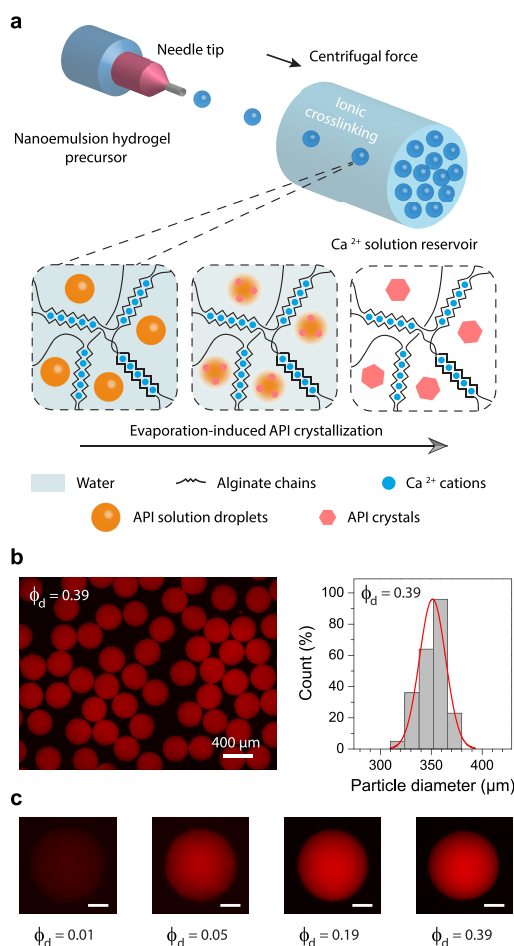 a
Needle tip
Centrifugal force
Nanoemulsion hydrogel
precursor
Ionic
crosslinking
Ca 2+ solution reservoir
Evaporation-induced API crystallization
Water
Alginate chains
Ca 2+ cations
API solution droplets
API crystals
b
ϕd = 0.39
400 μm
ϕd = 0.39
Count (%)
100
80
60
40
20
0
300
350
400
Particle diameter (μm)
c
ϕd = 0.01
ϕd = 0.05
ϕd = 0.19
ϕd = 0.39